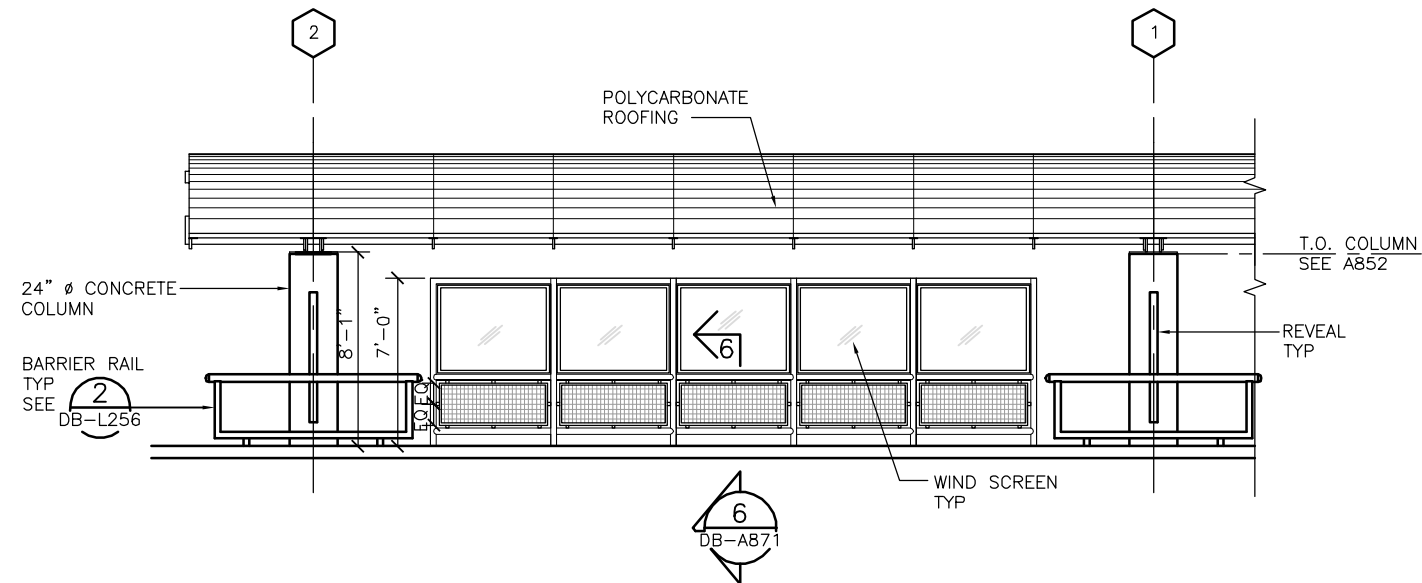 2
1
POLYCARBONATE
ROOFING
T.O. COLUMN
SEE A852
24" ø CONCRETE
COLUMN
8'-1"
7'-0"
6
REVEAL
TYP
BARRIER RAIL
TYP
SEE
2
DB-L256
EQ
EQ
WIND SCREEN
TYP
6
DB-A871